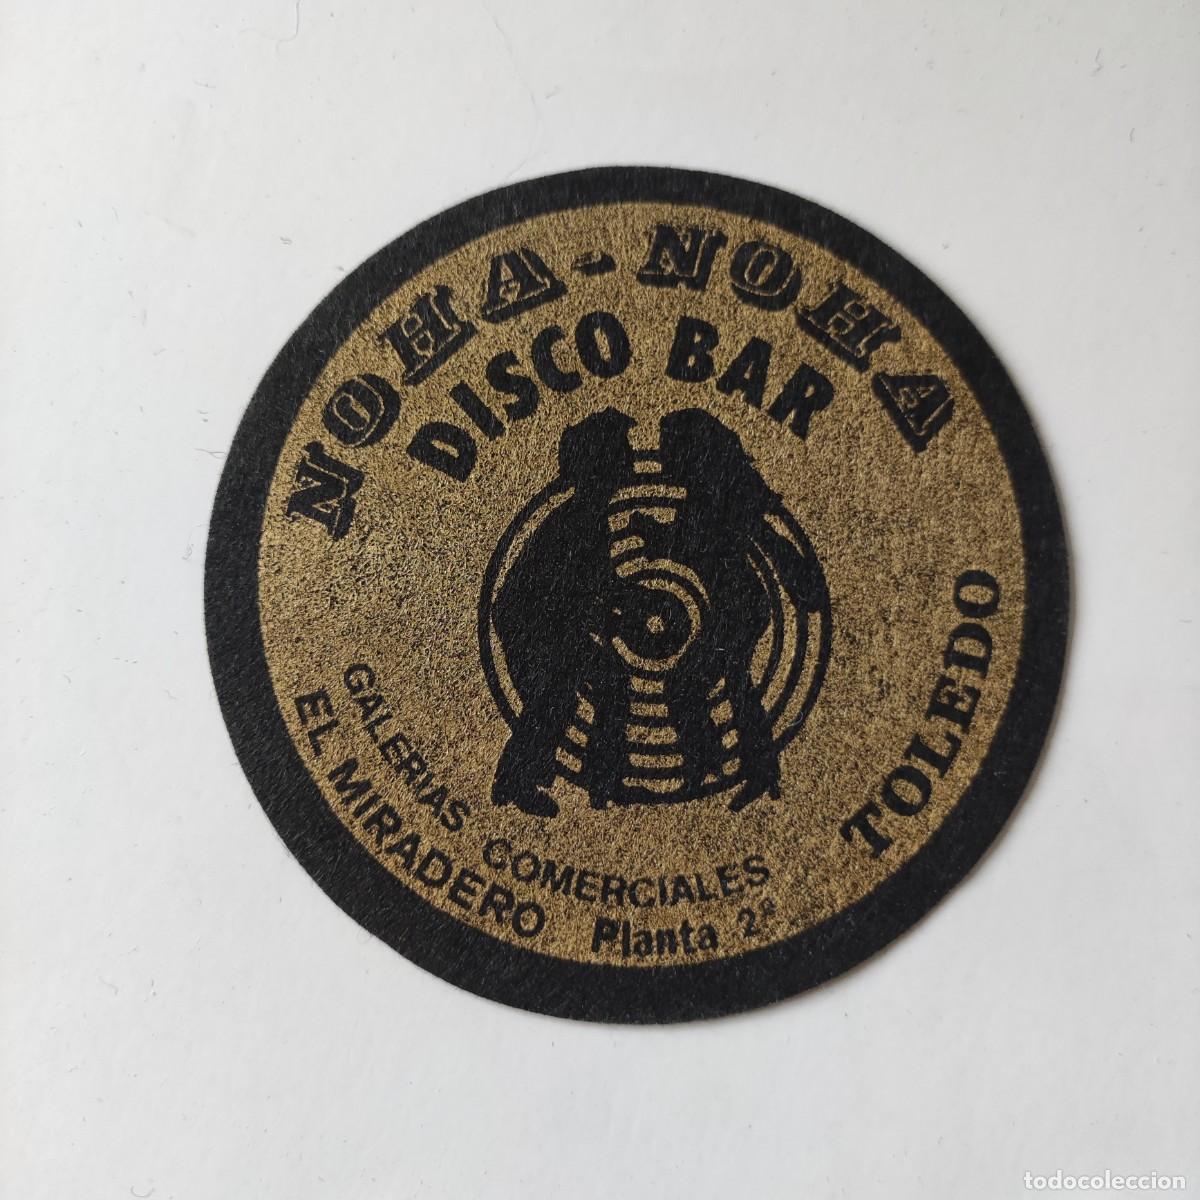 NOHA-NOHA
DISCO BAR
GALERIAS COMERCIALES
EL MIRADERO Planta 2ª
TOLEDO
todocoleccion